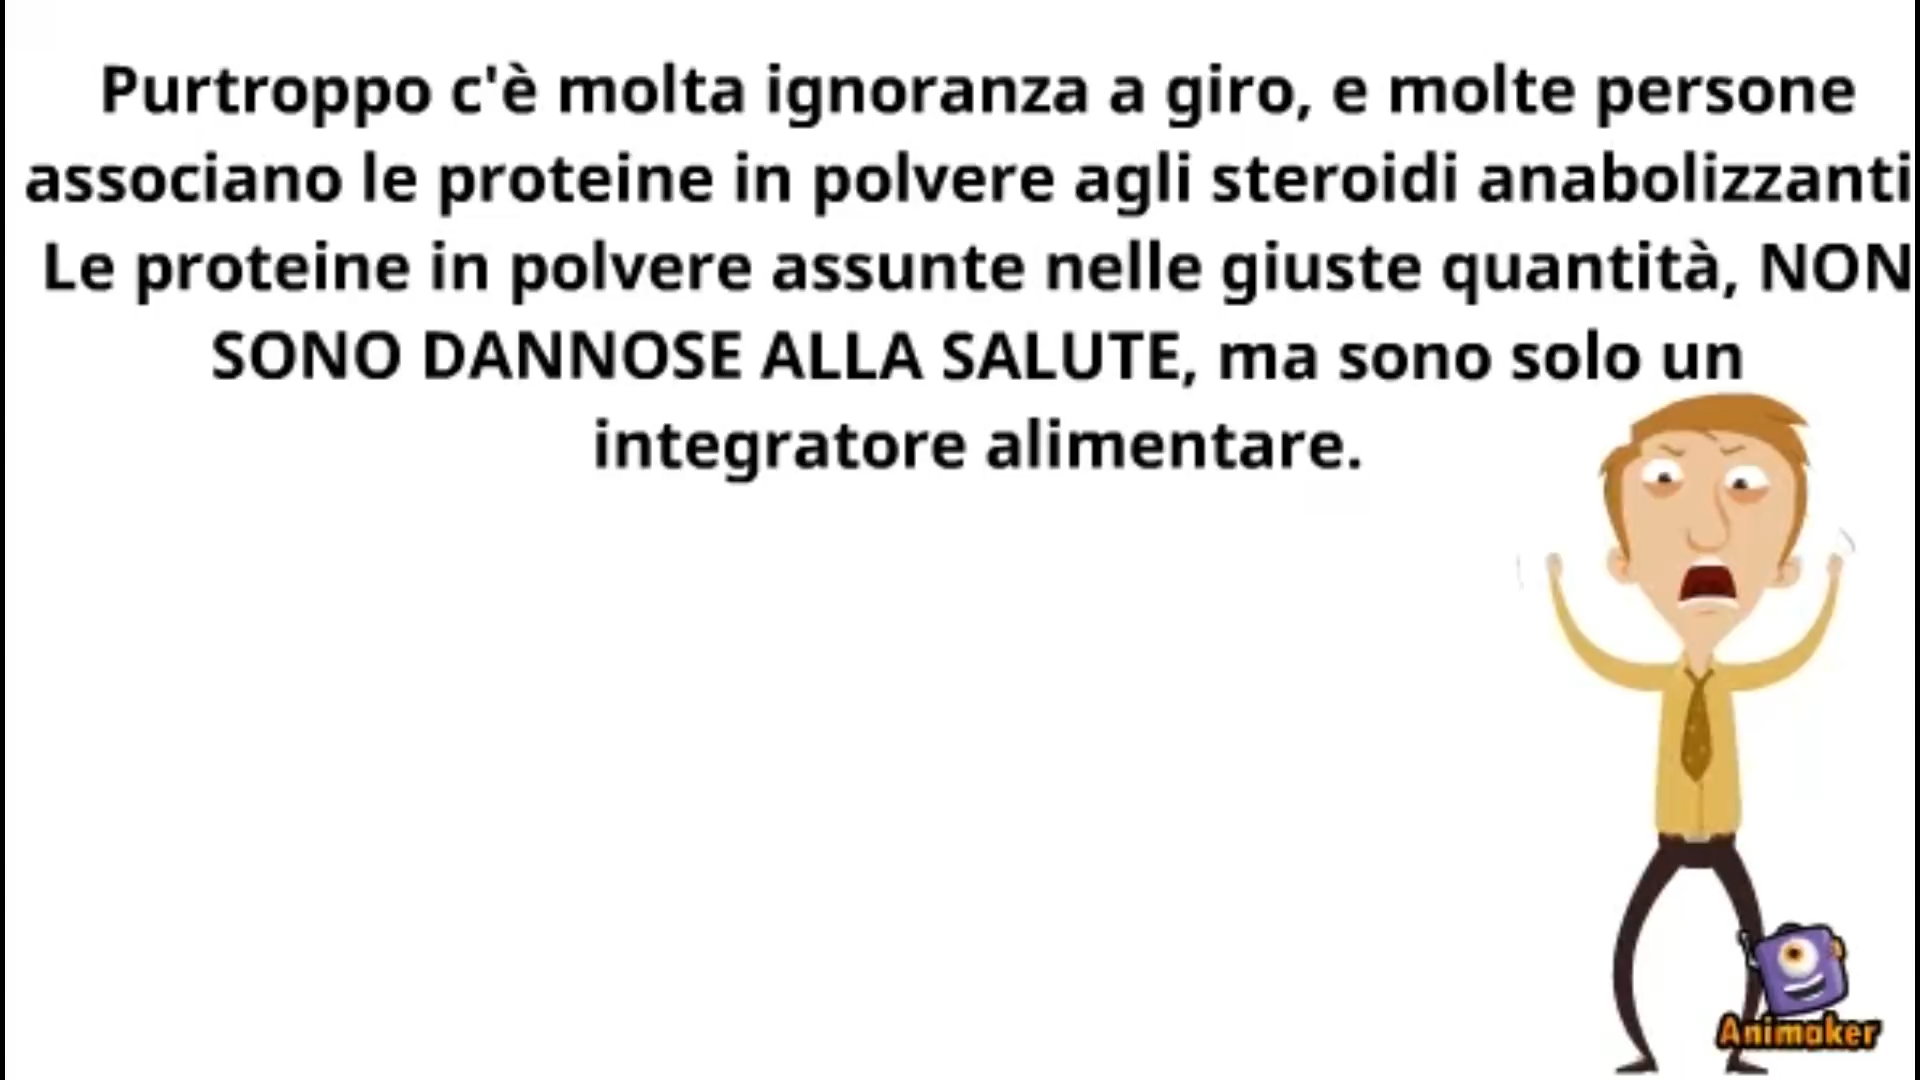 Purtroppo c'è molta ignoranza a giro, e molte persone
associano le proteine in polvere agli steroidi anabolizzanti
Le proteine in polvere assunte nelle giuste quantità, NON
SONO DANNOSE ALLA SALUTE, ma sono solo un
integratore alimentare.
Animaker